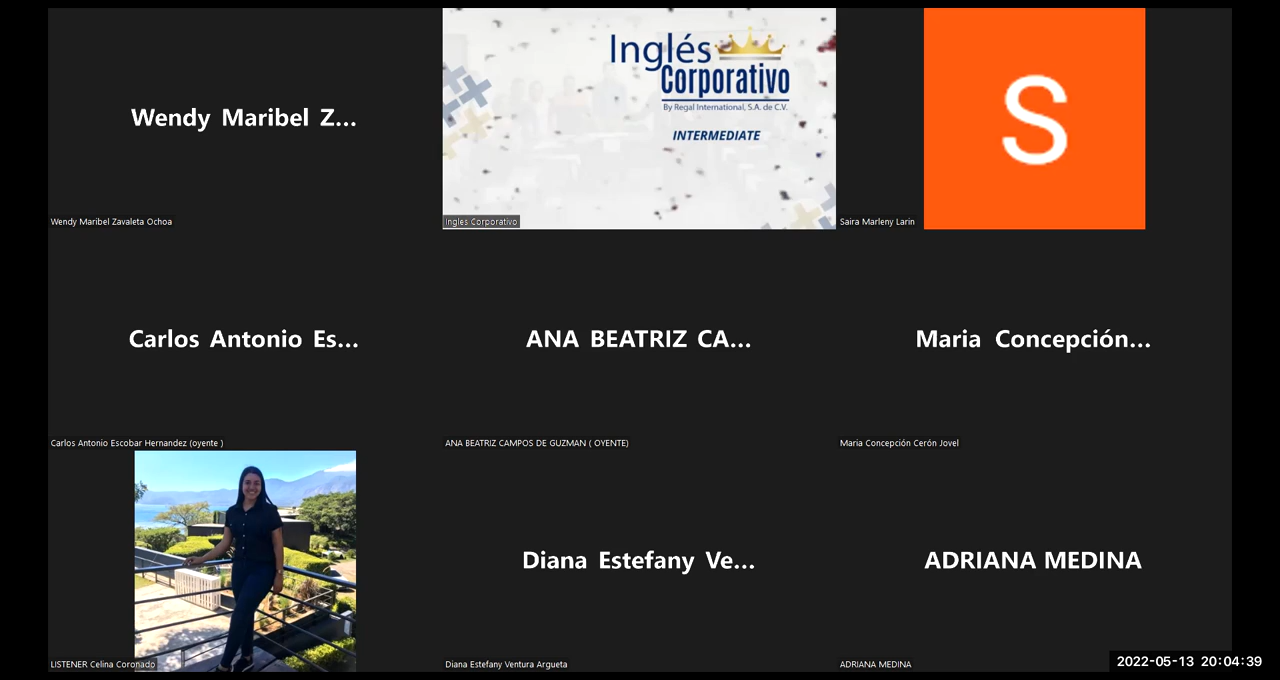 Wendy Maribel Z...
Wendy Maribel Zavaleta Ochoa
Inglés
Corporativo
By Regal International, S.A. de C.V.
INTERMEDIATE
Ingles Corporativo
S
Saira Marleny Larin
Carlos Antonio Es...
Carlos Antonio Escobar Hernandez (oyente )
ANA BEATRIZ CA...
ANA BEATRIZ CAMPOS DE GUZMAN ( OYENTE)
Maria Concepción...
Maria Concepción Cerón Jovel
LISTENER Celina Coronado
Diana Estefany Ve...
Diana Estefany Ventura Argueta
ADRIANA MEDINA
ADRIANA MEDINA
2022-05-13 20:04:39